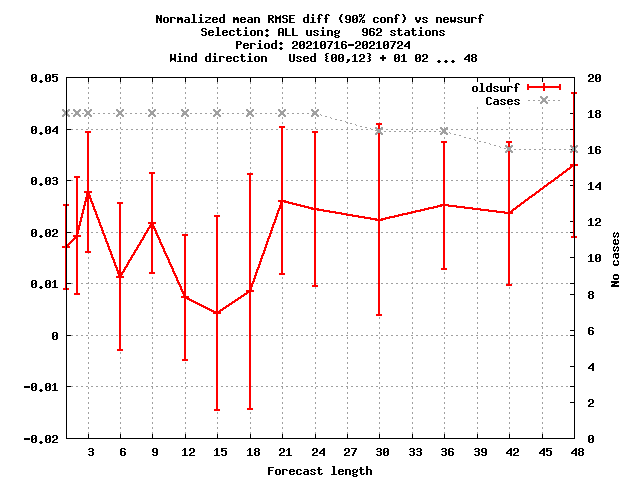 Normalized mean RMSE diff (90% conf) vs newsurf
Selection: ALL using   962 stations
Period: 20210716-20210724
Wind direction   Used {00,12} + 01 02 ... 48
oldsurf
Cases
0.05
0.04
0.03
0.02
0.01
0
-0.01
-0.02
20
18
16
14
12
10
8
6
4
2
0
No cases
3 6 9 12 15 18 21 24 27 30 33 36 39 42 45 48
Forecast length